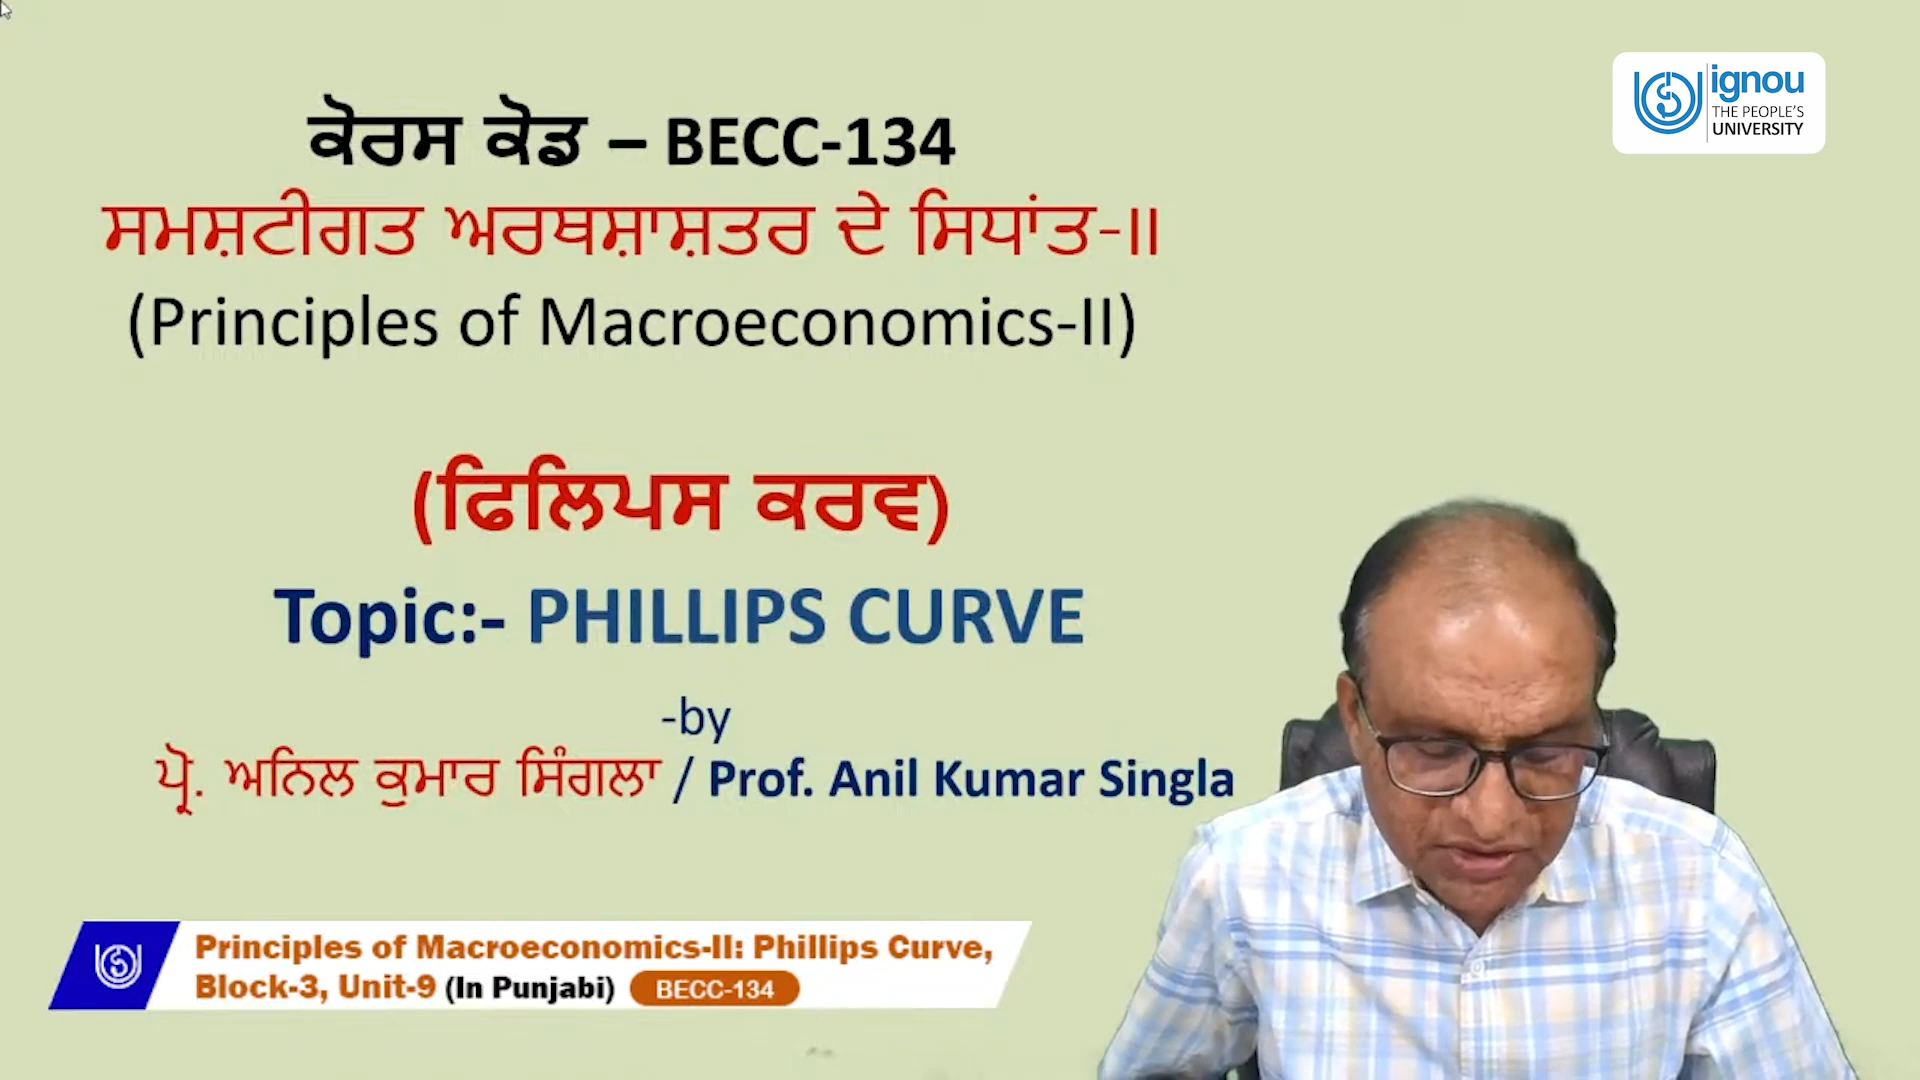 ignou
THE PEOPLE'S
UNIVERSITY
ਕੋਰਸ ਕੋਡ – BECC-134
ਸਮਸ਼ਟੀਗਤ ਅਰਥਸ਼ਾਸ਼ਤਰ ਦੇ ਸਿਧਾਂਤ-II
(Principles of Macroeconomics-II)
(ਫਿਲਿਪਸ ਕਰਵ)
Topic:- PHILLIPS CURVE
-by
ਪ੍ਰੋ. ਅਨਿਲ ਕੁਮਾਰ ਸਿੰਗਲਾ / Prof. Anil Kumar Singla
Principles of Macroeconomics-II: Phillips Curve,
Block-3, Unit-9 (In Punjabi) BECC-134